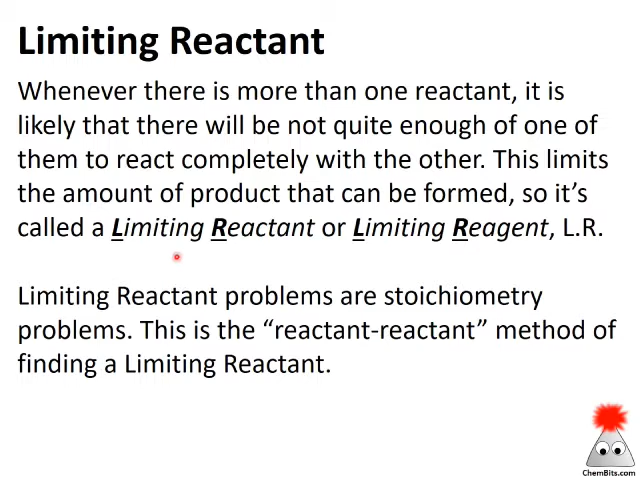 Limiting Reactant
Whenever there is more than one reactant, it is
likely that there will be not quite enough of one of
them to react completely with the other. This limits
the amount of product that can be formed, so it’s
called a Limiting Reactant or Limiting Reagent, L.R.
Limiting Reactant problems are stoichiometry
problems. This is the “reactant-reactant” method of
finding a Limiting Reactant.
ChemBits.com